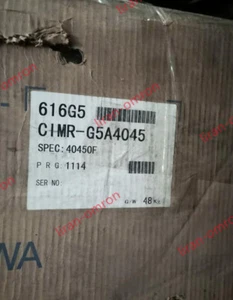 616G5
CIMR-G5A4045
SPEC: 40450F
PRG 1114
SER NO
G/W 48
WA